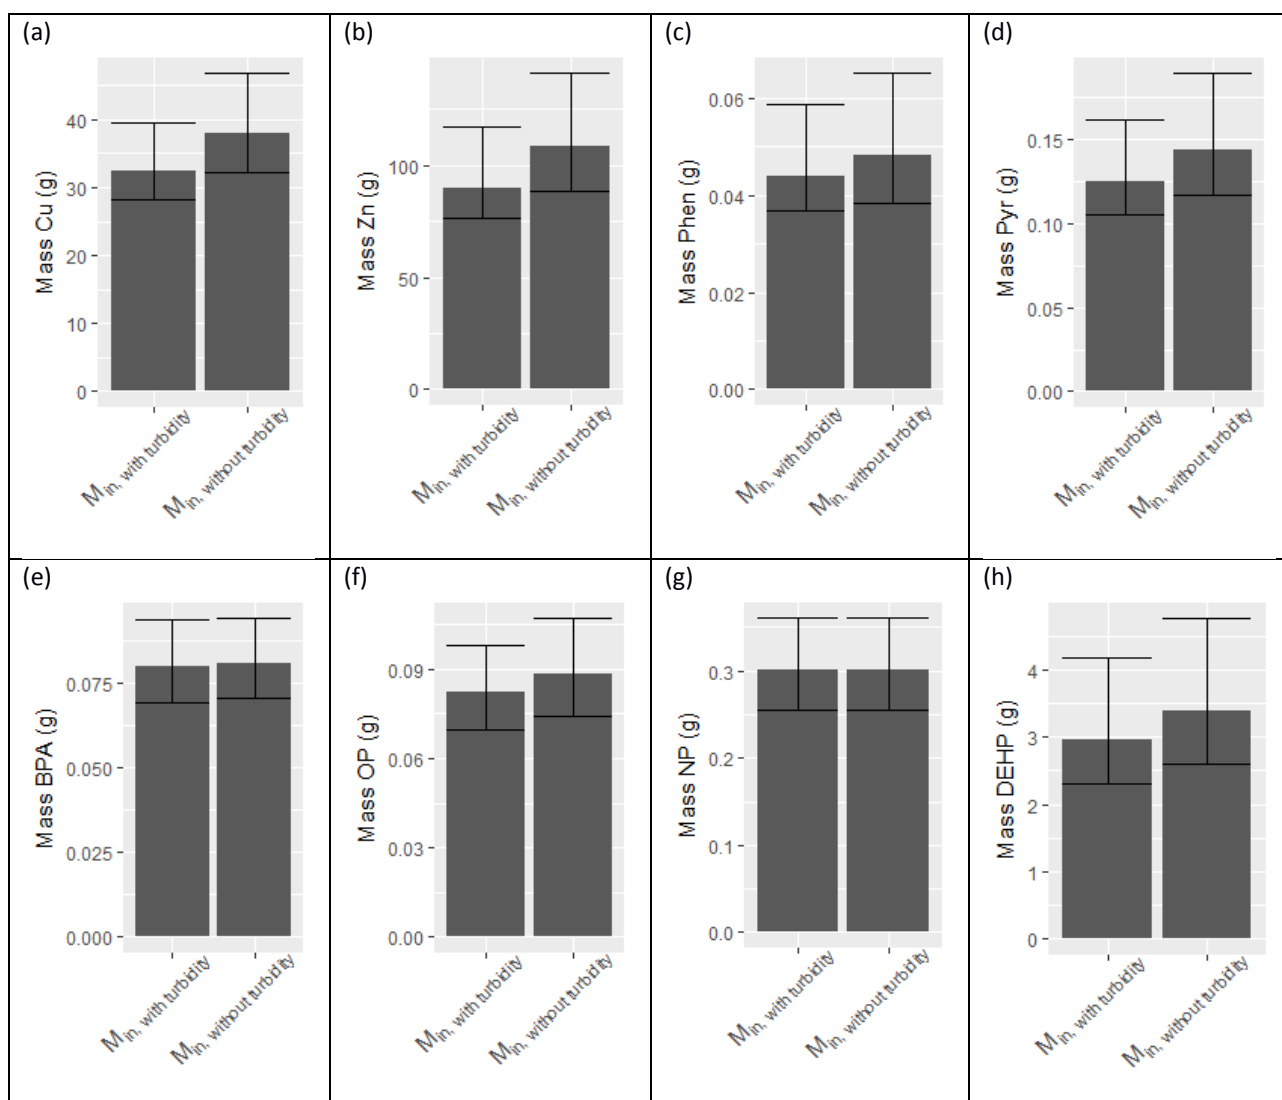 (a)
Mass Cu (g)
40
30
20
10
0
Min, with turbidity
Min, without turbidity
(b)
Mass Zn (g)
100
50
0
Min, with turbidity
Min, without turbidity
(c)
Mass Phen (g)
0.06
0.04
0.02
0.00
Min, with turbidity
Min, without turbidity
(d)
Mass Pyr (g)
0.15
0.10
0.05
0.00
Min, with turbidity
Min, without turbidity
(e)
Mass BPA (g)
0.075
0.050
0.025
0.000
Min, with turbidity
Min, without turbidity
(f)
Mass OP (g)
0.09
0.06
0.03
0.00
Min, with turbidity
Min, without turbidity
(g)
Mass NP (g)
0.3
0.2
0.1
0.0
Min, with turbidity
Min, without turbidity
(h)
Mass DEHP (g)
4
3
2
1
0
Min, with turbidity
Min, without turbidity